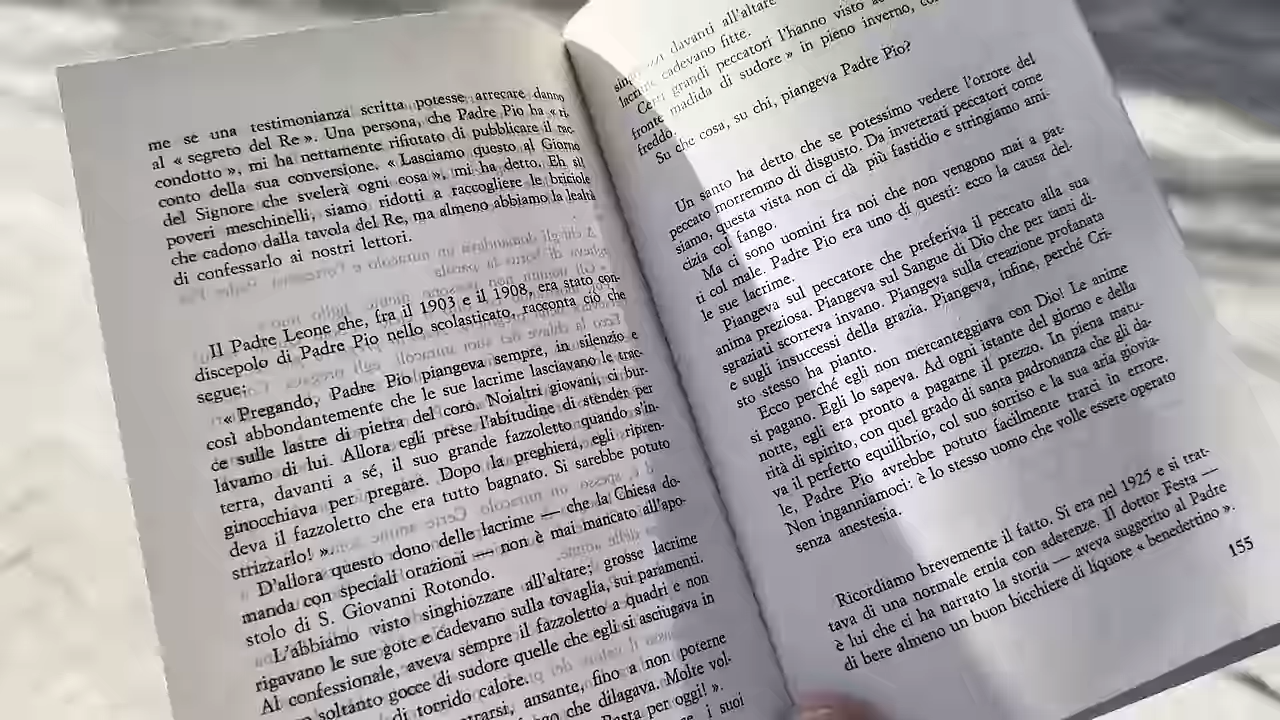 me se una testimonianza scritta potesse arrecare danno
al « segreto del Re ». Una persona, che Padre Pio ha « ri-
condotto », mi ha nettamente rifiutato di pubblicare il rac-
conto della sua conversione. « Lasciamo questo al Giorno
del Signore che svelerà ogni cosa », mi ha detto. Eh sì!
poveri meschinelli, siamo ridotti a raccogliere le briciole
che cadono dalla tavola del Re, ma almeno abbiamo la lealtà
di confessarlo ai nostri lettori.
Il Padre Leone che, fra il 1903 e il 1908, era stato con-
discepolo di Padre Pio nello scolasticato, racconta ciò che
segue:
« Pregando, Padre Pio piangeva sempre, in silenzio e
così abbondantemente che le sue lacrime lasciavano le trac-
ce sulle lastre di pietra del coro. Noialtri giovani, ci bur-
lavamo di lui. Allora egli prese l'abitudine di stender per
terra, davanti a sé, il suo grande fazzoletto quando s'in-
ginocchiava per pregare. Dopo la preghiera, egli ripren-
deva il fazzoletto che era tutto bagnato. Si sarebbe potuto
strizzarlo! ».
D'allora questo dono delle lacrime — che la Chiesa do-
manda con speciali orazioni — non è mai mancato all'apo-
stolo di S. Giovanni Rotondo.
L'abbiamo visto singhiozzare all'altare; grosse lacrime
rigavano le sue gote e cadevano sulla tovaglia, sui paramenti.
Al confessionale, aveva sempre il fazzoletto a quadri e non
soltanto gocce di sudore quelle che egli si asciugava in
di torrido calore.
ansante, fino a non poterne
che dilagava. Molte vol-
Basta per oggi! ».
i suoi
davanti all'altare
lacrime cadevano fitte.
Certi grandi peccatori l'hanno visto
fronte madida di sudore » in pieno inverno,
freddo
Su che cosa, su chi, piangeva Padre Pio?
Un santo ha detto che se potessimo vedere l'orrore del
peccato morremmo di disgusto. Da inveterati peccatori come
siamo, questa vista non ci dà più fastidio e stringiamo ami-
cizia col fango.
Ma ci sono uomini fra noi che non vengono mai a pat-
ti col male. Padre Pio era uno di questi: ecco la causa del-
le sue lacrime.
Piangeva sul peccatore che preferiva il peccato alla sua
anima preziosa. Piangeva sul Sangue di Dio che per tanti di-
sgraziati scorreva invano. Piangeva sulla creazione profanata
e sugli insuccessi della grazia. Piangeva, infine, perchè Cri-
sto stesso ha pianto.
Ecco perché egli non mercanteggiava con Dio! Le anime
si pagano. Egli lo sapeva. Ad ogni istante del giorno e della
notte, egli era pronto a pagarne il prezzo. In piena matu-
rità di spirito, con quel grado di santa padronanza che gli da-
va il perfetto equilibrio, col suo sorriso e la sua aria giovia-
le, Padre Pio avrebbe potuto facilmente trarci in errore.
Non inganniamoci: è lo stesso uomo che volle essere operato
senza anestesia.
Ricordiamo brevemente il fatto. Si era nel 1925 e si trat-
tava di una normale ernia con aderenze. Il dottor Festa —
è lui che ci ha narrato la storia — aveva suggerito al Padre
di bere almeno un buon bicchiere di liquore « benedettino ».
155